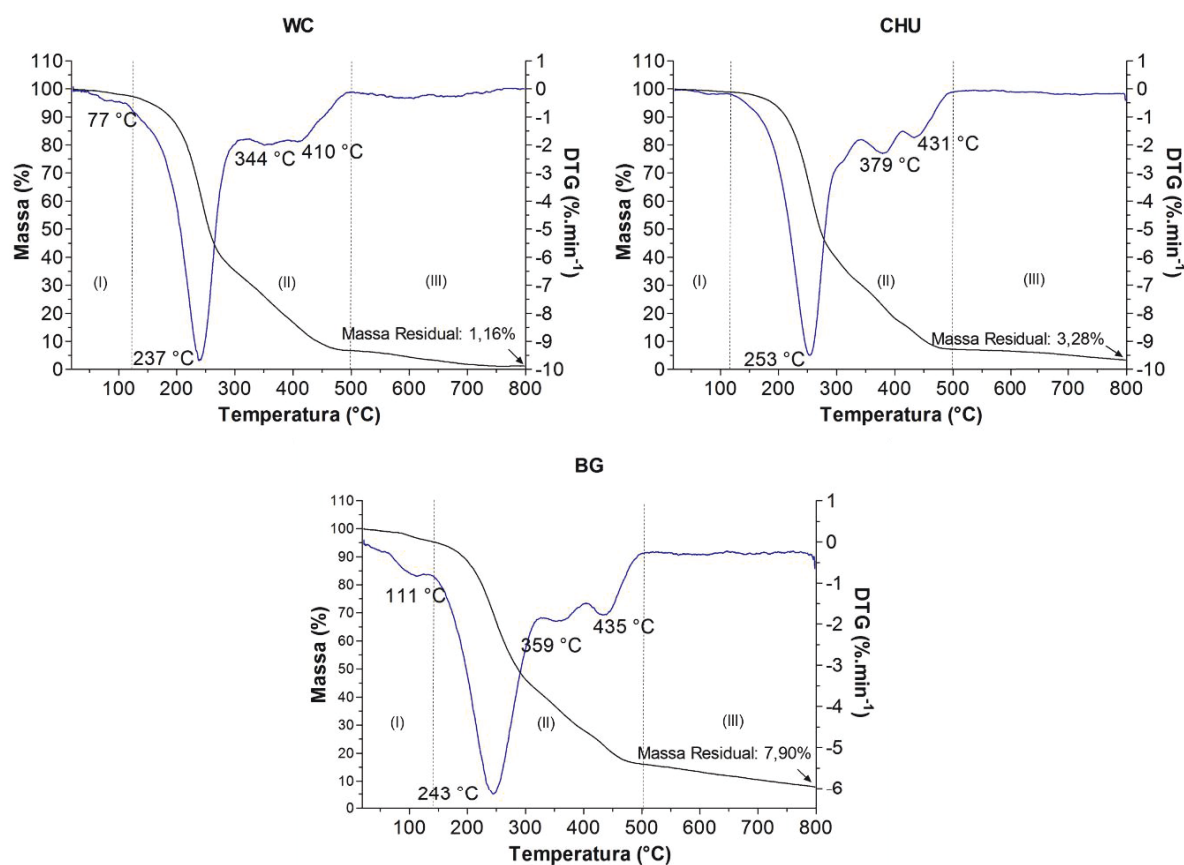 WC
110
100
90
80
70
60
50
40
30
20
10
0
Massa (%)
1
0
-1
-2
-3
-4
-5
-6
-7
-8
-9
-10
DTG (%.min⁻¹)
77 °C
344 °C
410 °C
(I)
(II)
(III)
Massa Residual: 1,16%
237 °C
100 200 300 400 500 600 700 800
Temperatura (°C)
CHU
110
100
90
80
70
60
50
40
30
20
10
0
Massa (%)
1
0
-1
-2
-3
-4
-5
-6
-7
-8
-9
-10
DTG (%.min⁻¹)
379 °C
431 °C
(I)
(II)
(III)
Massa Residual: 3,28%
253 °C
100 200 300 400 500 600 700 800
Temperatura (°C)
BG
110
100
90
80
70
60
50
40
30
20
10
0
Massa (%)
1
0
-1
-2
-3
-4
-5
-6
DTG (%.min⁻¹)
111 °C
359 °C
435 °C
(I)
(II)
(III)
Massa Residual: 7,90%
243 °C
100 200 300 400 500 600 700 800
Temperatura (°C)